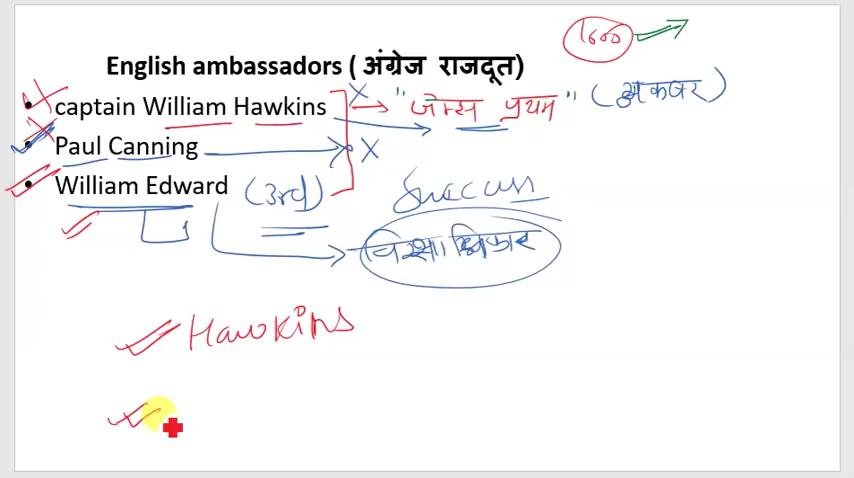 1600
English ambassadors ( अंग्रेज राजदूत)
• captain William Hawkins → "जेम्स प्रथम" (अकबर)
• Paul Canning
• William Edward (3rd) Success
Hawkins